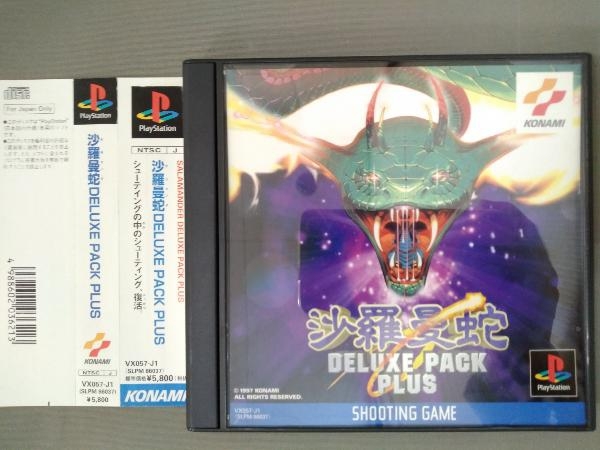 For Japan Only
PlayStation
沙羅曼蛇DELUXE PACK PLUS
KONAMI
NTSC J
VX057-J1
(SLPM 86037)
¥5,800
4 988602 036213
PlayStation
NTSC J
SALAMANDER DELUXE PACK PLUS
沙羅曼蛇DELUXE PACK PLUS
シューティングの中のシューティング、復活。
VX057-J1
(SLPM 86037)
¥5,800
KONAMI
KONAMI
沙羅曼蛇
DELUXE PACK
PLUS
© 1997 KONAMI
ALL RIGHTS RESERVED.
VX057-J1
(SLPM 86037)
PlayStation
SHOOTING GAME